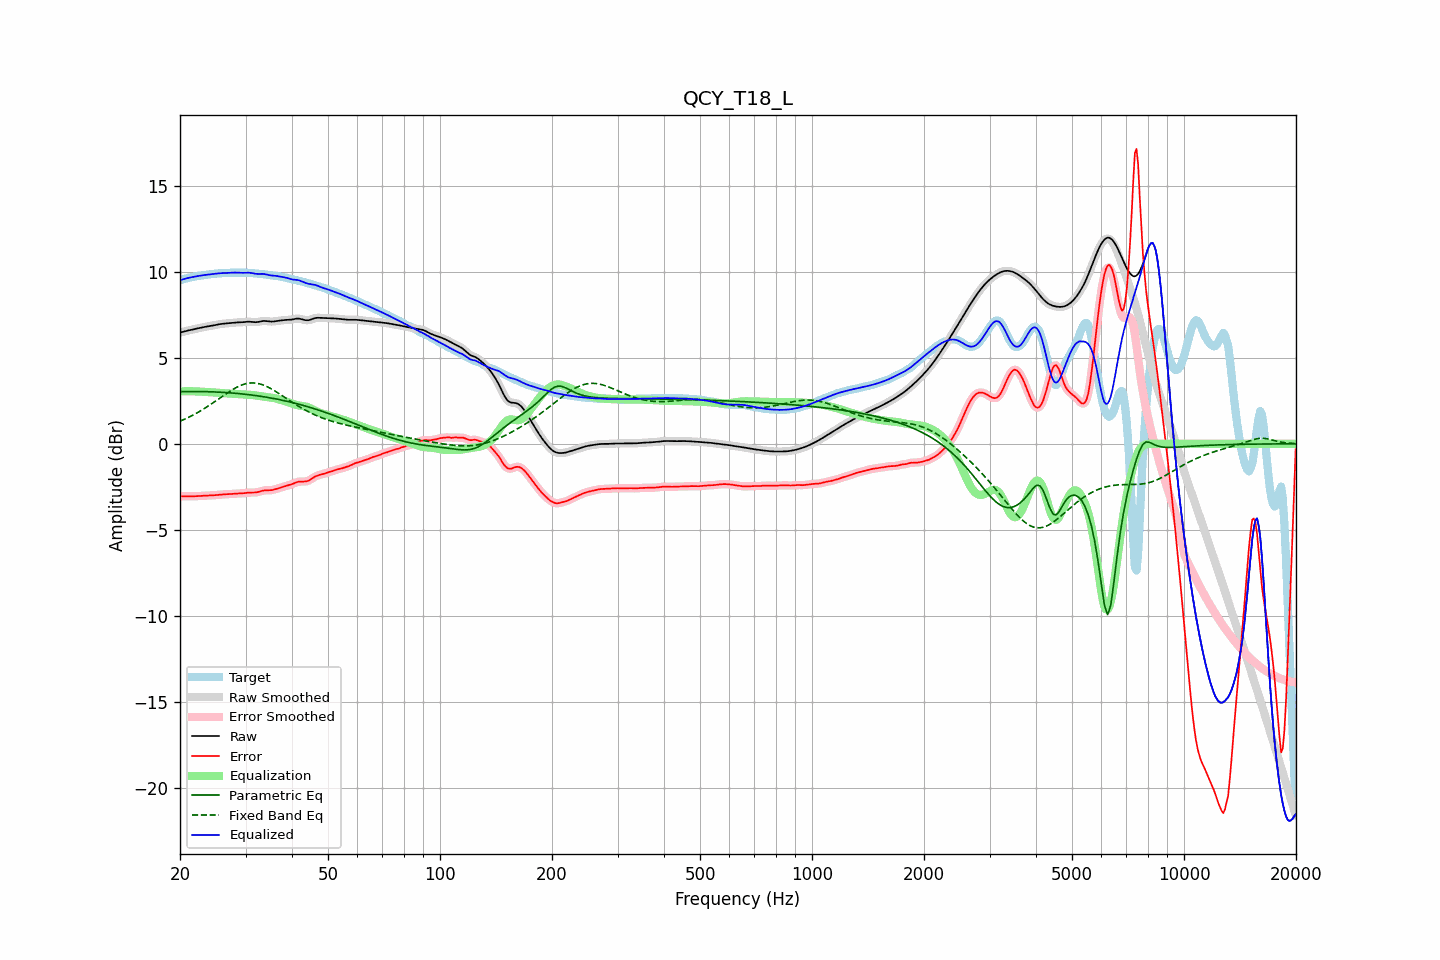 QCY_T18_L
Amplitude (dBr)
15
10
5
0
−5
−10
−15
−20
Target
Raw Smoothed
Error Smoothed
Raw
Error
Equalization
Parametric Eq
Fixed Band Eq
Equalized
20 50 100 200 500 1000 2000 5000 10000 20000
Frequency (Hz)